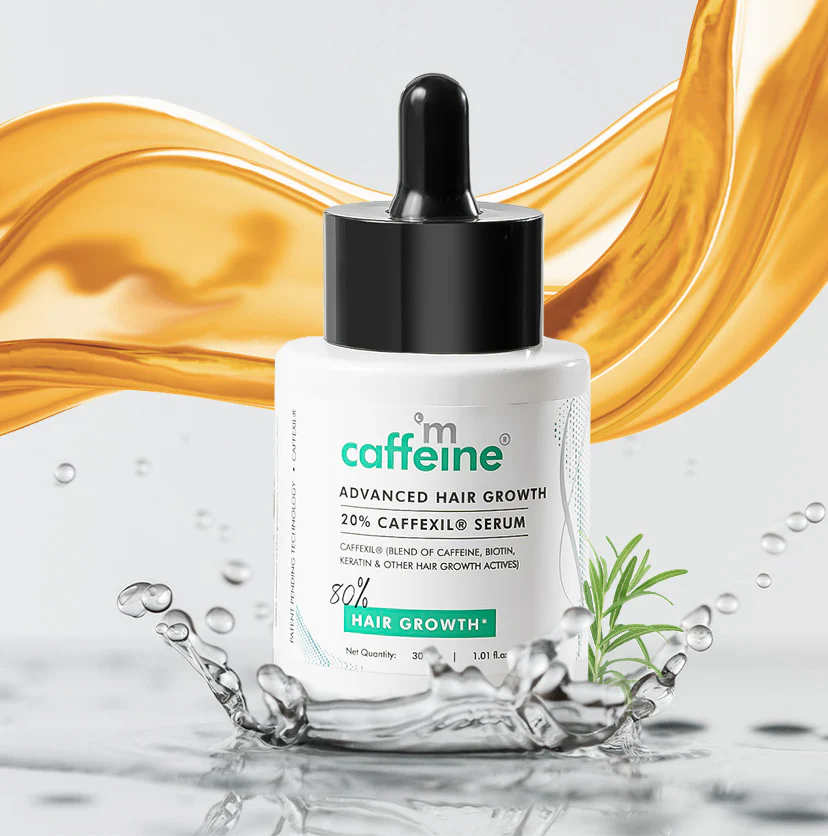 'm
caffeine®
ADVANCED HAIR GROWTH
20% CAFFEXIL® SERUM
CAFFEXIL® (BLEND OF CAFFEINE, BIOTIN,
KERATIN & OTHER HAIR GROWTH ACTIVES)
80%
HAIR GROWTH*
Net Quantity: 30 | 1.01 fl.oz
PATENT PENDING TECHNOLOGY • CAFFEXIL®